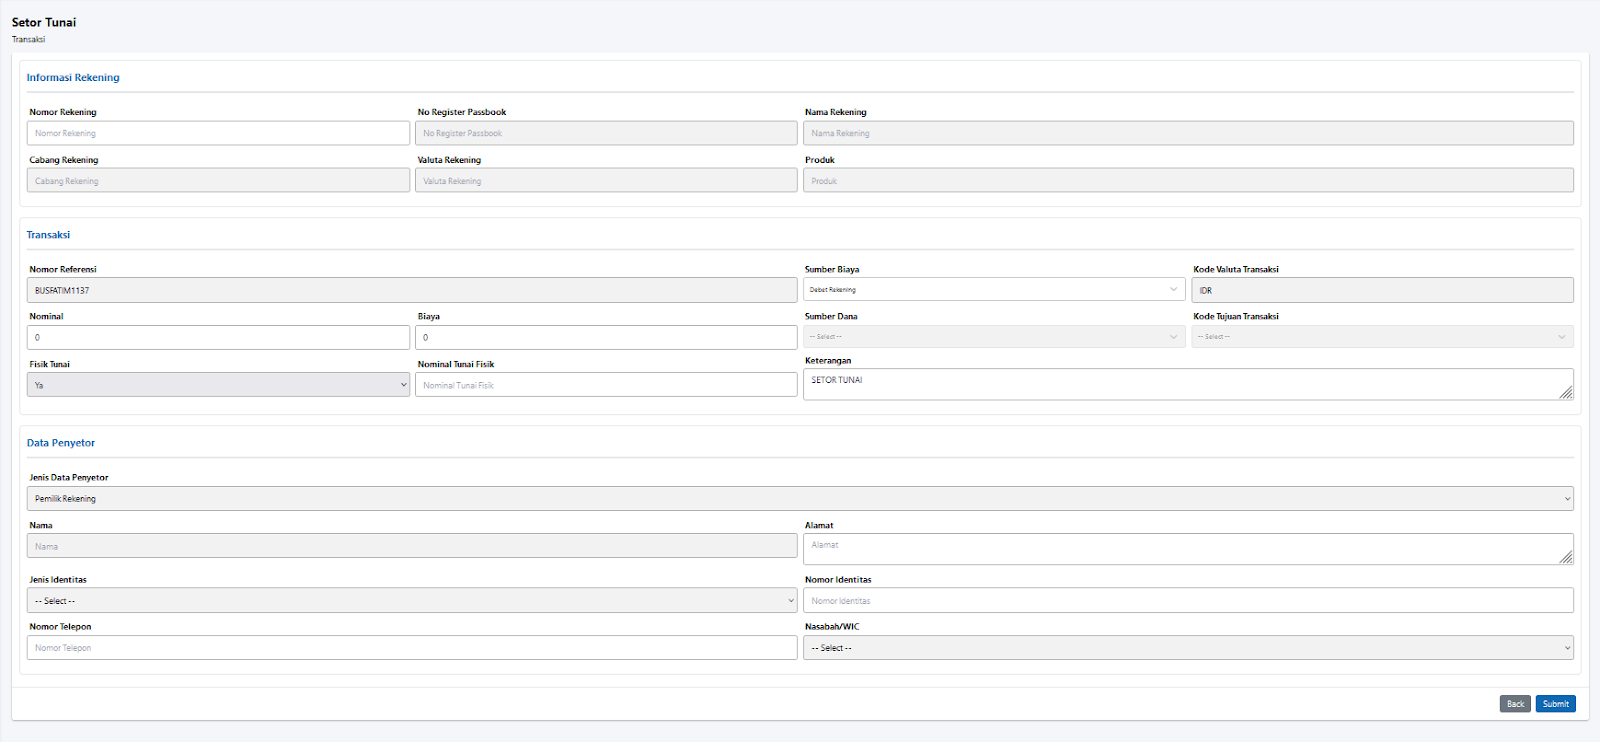 Setor Tunai
Transaksi
Informasi Rekening
Nomor Rekening No Register Passbook Nama Rekening
Nomor Rekening No Register Passbook Nama Rekening
Cabang Rekening Valuta Rekening Produk
Cabang Rekening Valuta Rekening Produk
Transaksi
Nomor Referensi Sumber Biaya Kode Valuta Transaksi
BUSFATIM1137 Debet Rekening IDR
Nominal Biaya Sumber Dana Kode Tujuan Transaksi
0 0 -- Select -- -- Select --
Fisik Tunai Nominal Tunai Fisik Keterangan
Ya Nominal Tunai Fisik SETOR TUNAI
Data Penyetor
Jenis Data Penyetor
Pemilik Rekening
Nama Alamat
Nama Alamat
Jenis Identitas Nomor Identitas
-- Select -- Nomor Identitas
Nomor Telepon Nasabah/WIC
Nomor Telepon -- Select --
Back Submit